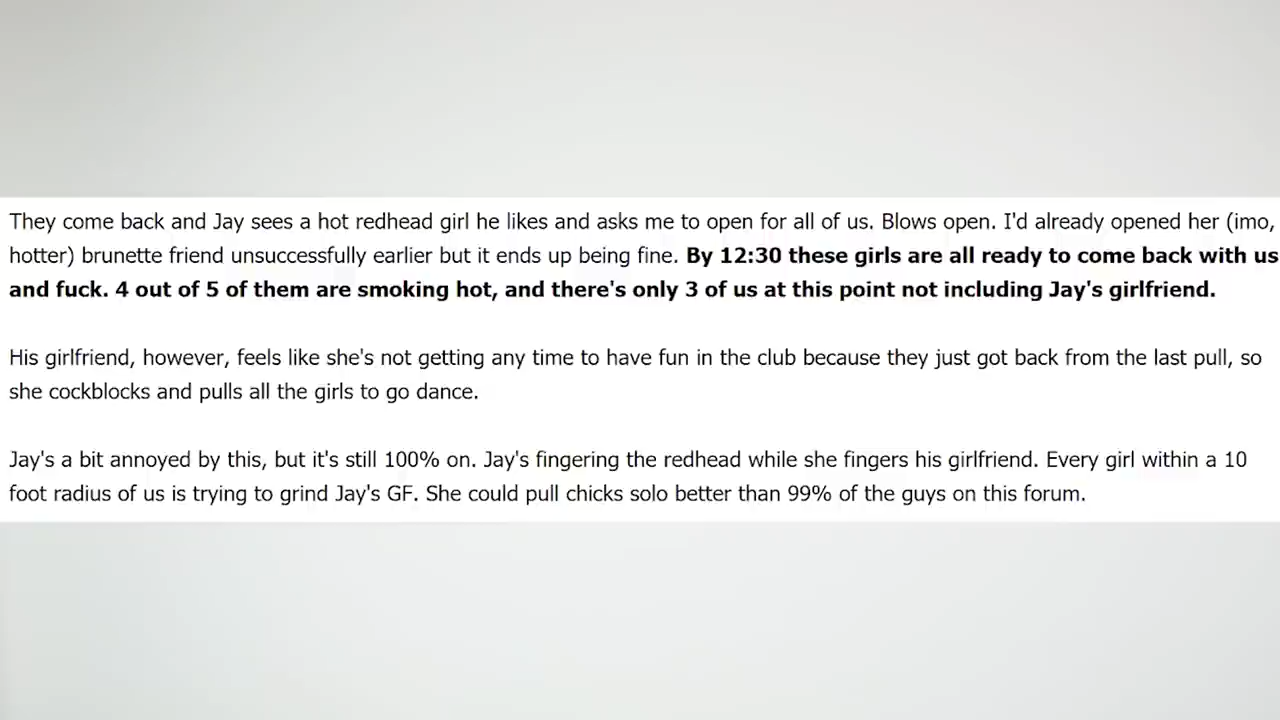 They come back and Jay sees a hot redhead girl he likes and asks me to open for all of us. Blows open. I'd already opened her (imo,
hotter) brunette friend unsuccessfully earlier but it ends up being fine. By 12:30 these girls are all ready to come back with us
and fuck. 4 out of 5 of them are smoking hot, and there's only 3 of us at this point not including Jay's girlfriend.
His girlfriend, however, feels like she's not getting any time to have fun in the club because they just got back from the last pull, so
she cockblocks and pulls all the girls to go dance.
Jay's a bit annoyed by this, but it's still 100% on. Jay's fingering the redhead while she fingers his girlfriend. Every girl within a 10
foot radius of us is trying to grind Jay's GF. She could pull chicks solo better than 99% of the guys on this forum.